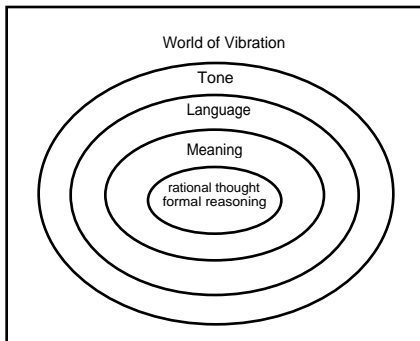 World of Vibration
Tone
Language
Meaning
rational thought
formal reasoning